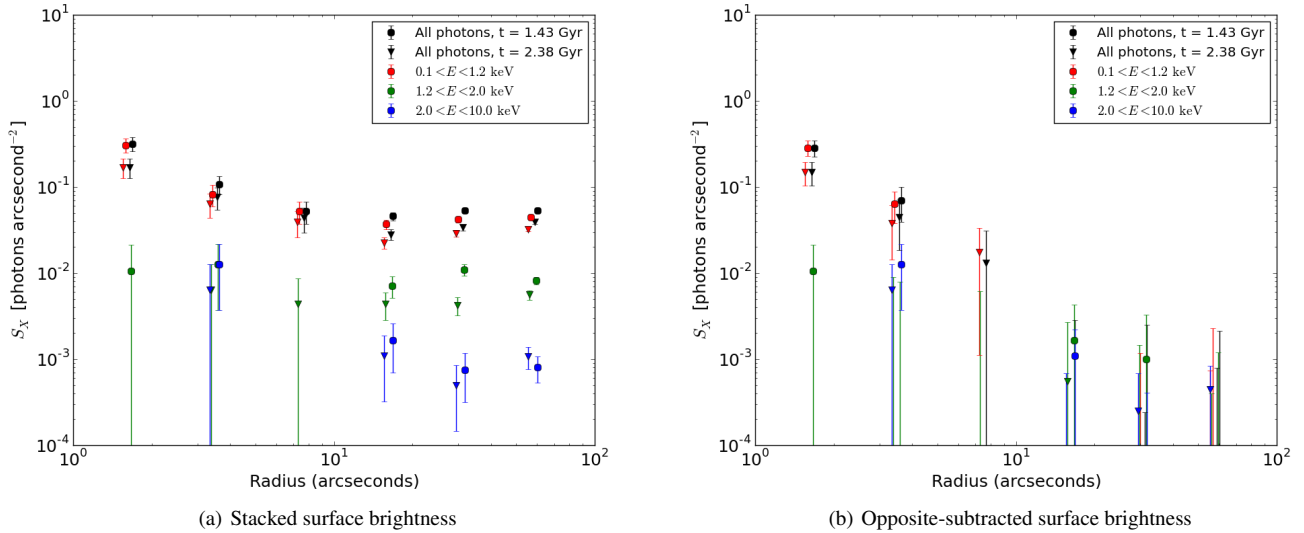 10^1
10^0
10^-1
10^-2
10^-3
10^-4
S_X [photons arcsecond^-2]
All photons, t = 1.43 Gyr
All photons, t = 2.38 Gyr
0.1 <E<1.2 keV
1.2 <E<2.0 keV
2.0 <E<10.0 keV
10^0
10^1
10^2
Radius (arcseconds)
(a) Stacked surface brightness
10^1
10^0
10^-1
10^-2
10^-3
10^-4
S_X [photons arcsecond^-2]
All photons, t = 1.43 Gyr
All photons, t = 2.38 Gyr
0.1 <E<1.2 keV
1.2 <E<2.0 keV
2.0 <E<10.0 keV
10^0
10^1
10^2
Radius (arcseconds)
(b) Opposite-subtracted surface brightness